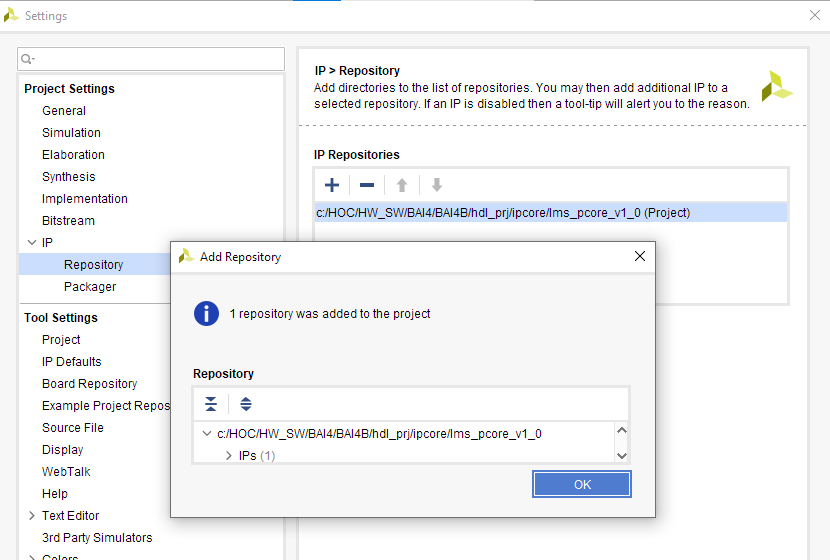 Settings
Project Settings
General
Simulation
Elaboration
Synthesis
Implementation
Bitstream
IP
Repository
Packager
Tool Settings
Project
IP Defaults
Board Repository
Example Project Repos
Source File
Display
WebTalk
Help
Text Editor
3rd Party Simulators
Colors
IP > Repository
Add directories to the list of repositories. You may then add additional IP to a
selected repository. If an IP is disabled then a tool-tip will alert you to the reason.
IP Repositories
c:/HOC/HW_SW/BAI4/BAI4B/hdl_prj/ipcore/lms_pcore_v1_0 (Project)
Add Repository
1 repository was added to the project
Repository
c:/HOC/HW_SW/BAI4/BAI4B/hdl_prj/ipcore/lms_pcore_v1_0
IPs (1)
OK